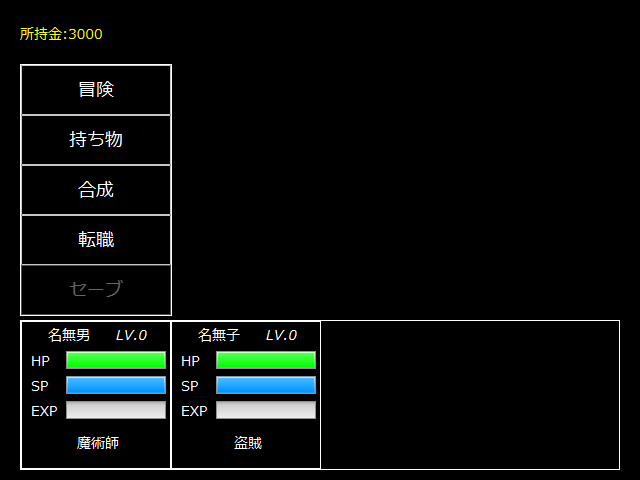 所持金:3000
冒険
持ち物
合成
転職
セーブ
名無男 LV.0
HP
SP
EXP
魔術師
名無子 LV.0
HP
SP
EXP
盗賊